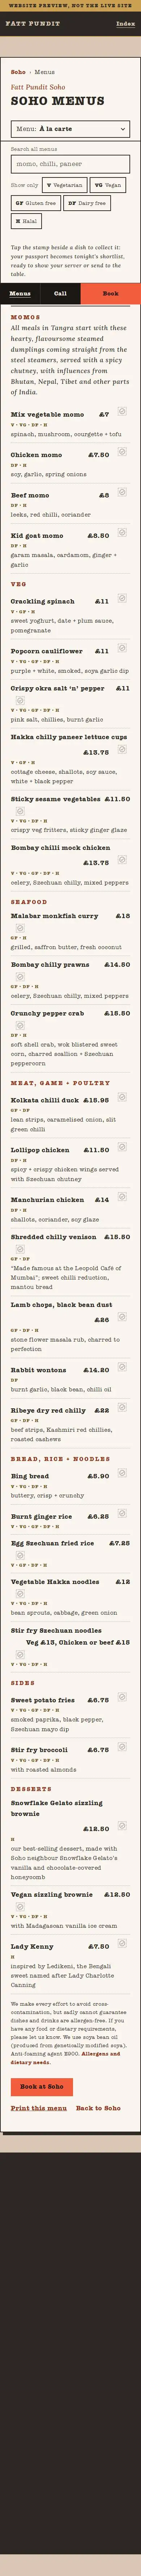 WEBSITE PREVIEW, NOT THE LIVE SITE
FATT PUNDIT
Index
Soho › Menus
Fatt Pundit Soho
SOHO MENUS
Menu: À la carte
Search all menus
momo, chilli, paneer
Show only
V Vegetarian
VG Vegan
GF Gluten free
DF Dairy free
H Halal
Tap the stamp beside a dish to collect it:
your passport keeps Soho's shortlist,
ready to show your server or send to the
table.
Menus
Call
Book
MOMOS
All meals in Tangra start with these
hearty, flavoursome steamed
dumplings coming straight from the
steel steamers, served with a spicy
chutney, with influences from
Bhutan, Nepal, Tibet and other parts
of India.
Mix vegetable momo £7
V · VG · DF · H
spinach, mushroom, courgette + tofu
Chicken momo £7.50
DF · H
soy, garlic, spring onions
Beef momo £8
DF · H
leeks, red chilli, coriander
Kid goat momo £8.50
DF · H
garam masala, cardamom, ginger +
garlic
VEG
Crackling spinach £11
V · GF · H
sweet yoghurt, date + plum sauce,
pomegranate
Popcorn cauliflower £11
V · VG · GF · DF · H
purple + white, smoked, soya garlic dip
Crispy okra salt 'n' pepper £11
V · VG · GF · DF · H
pink salt, chillies, burnt garlic
Hakka chilly paneer lettuce cups
£13.75
V · GF · H
cottage cheese, shallots, soy sauce,
white + black pepper
Sticky sesame vegetables £11.50
V · VG · DF · H
crispy veg fritters, sticky ginger glaze
Bombay chilli mock chicken
£13.75
V · VG · DF · H
celery, Szechuan chilly, mixed peppers
SEAFOOD
Malabar monkfish curry £18
GF · H
grilled, saffron butter, fresh coconut
Bombay chilly prawns £14.50
GF · DF · H
celery, Szechuan chilly, mixed peppers
Crunchy pepper crab £15.50
DF · H
soft shell crab, wok blistered sweet
corn, charred scallion + Szechuan
peppercorn
MEAT, GAME + POULTRY
Kolkata chilli duck £15.95
GF · DF
lean strips, caramelised onion, slit
green chilli
Lollipop chicken £11.50
DF · H
spicy + crispy chicken wings served
with Szechuan chutney
Manchurian chicken £14
DF · H
shallots, coriander, soy glaze
Shredded chilly venison £15.50
GF · DF
"Made famous at the Leopold Café of
Mumbai"; sweet chilli reduction,
mantou bread
Lamb chops, black bean dust
£26
GF · DF · H
stone flower masala rub, charred to
perfection
Rabbit wontons £14.20
DF
burnt garlic, black bean, chilli oil
Ribeye dry red chilly £22
GF · DF · H
beef strips, Kashmiri red chillies,
roasted cashews
BREAD, RICE + NOODLES
Bing bread £5.90
V · VG · DF · H
buttery, crisp + crunchy
Burnt ginger rice £6.25
V · VG · GF · DF · H
Egg Szechuan fried rice £7.25
V · GF · DF · H
Vegetable Hakka noodles £12
V · VG · DF · H
bean sprouts, cabbage, green onion
Stir fry Szechuan noodles
Veg £13, Chicken or beef £15
V · VG · DF · H
SIDES
Sweet potato fries £6.75
V · VG · GF · DF · H
smoked paprika, black pepper,
Szechuan mayo dip
Stir fry broccoli £6.75
V · VG · GF · DF · H
with roasted almonds
DESSERTS
Snowflake Gelato sizzling
brownie
£12.50
H
our best-selling dessert, made with
Soho neighbour Snowflake Gelato's
vanilla and chocolate-covered
honeycomb
Vegan sizzling brownie £12.50
V · VG · DF · H
with Madagascan vanilla ice cream
Lady Kenny £7.50
H
inspired by Ledikeni, the Bengali
sweet named after Lady Charlotte
Canning
We make every effort to avoid cross-
contamination, but sadly cannot guarantee
dishes and drinks are allergen-free. If you
have any food or dietary requirements,
please let us know. We use soya bean oil
(produced from genetically modified soya).
Anti-foaming agent E900. Allergens and
dietary needs.
Book at Soho
Print this menu
Back to Soho